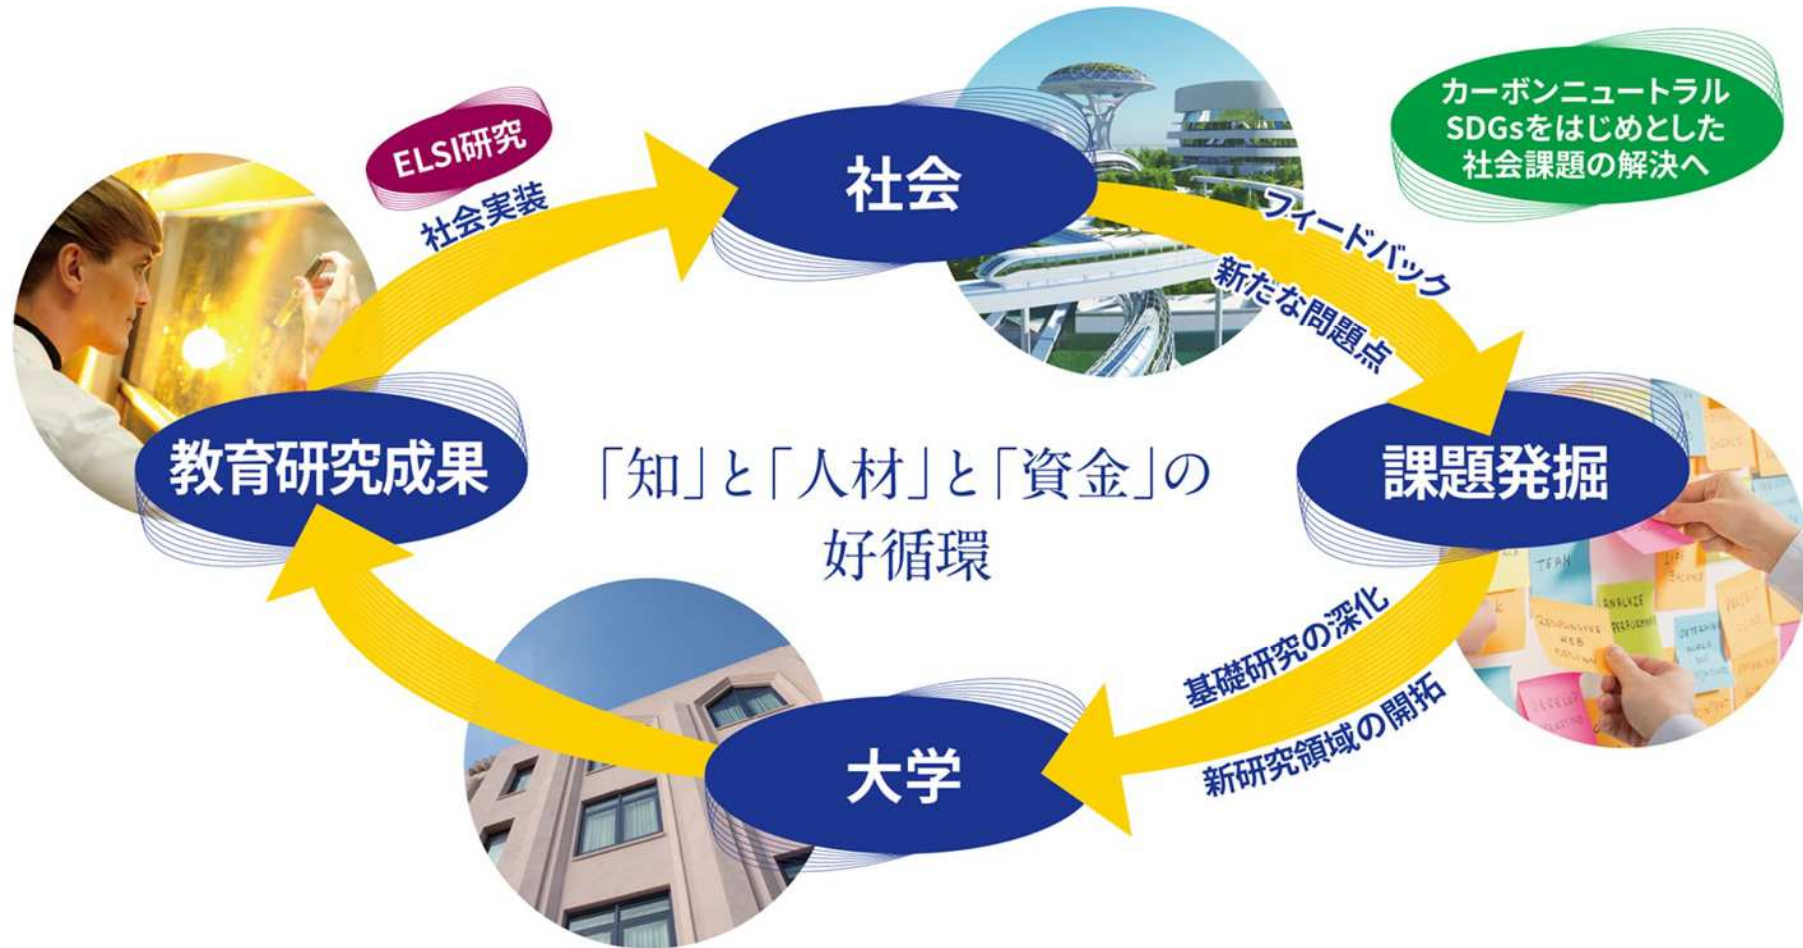 カーボンニュートラル
SDGsをはじめとした
社会課題の解決へ
ELSI研究
社会実装
社会
フィードバック
新たな問題点
教育研究成果
「知」と「人材」と「資金」の
好循環
課題発掘
基礎研究の深化
新研究領域の開拓
大学
TEAM
ANALYZE
PERFORMANCE